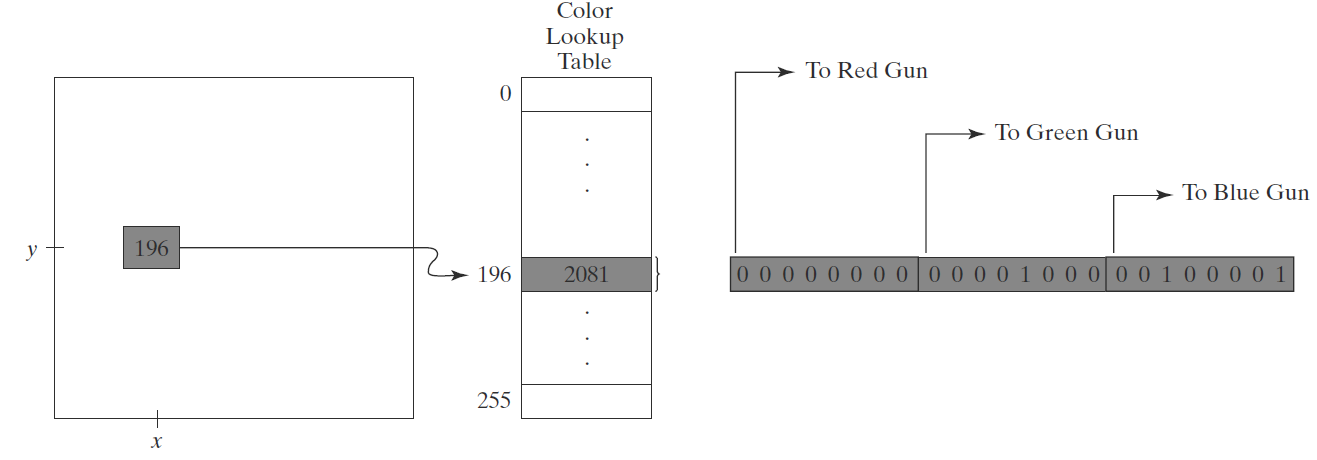 Color
Lookup
Table
0
To Red Gun
To Green Gun
To Blue Gun
y
196
196
2081
0 0 0 0 0 0 0 0 0 0 0 0 1 0 0 0 0 0 1 0 0 0 0 1
255
x